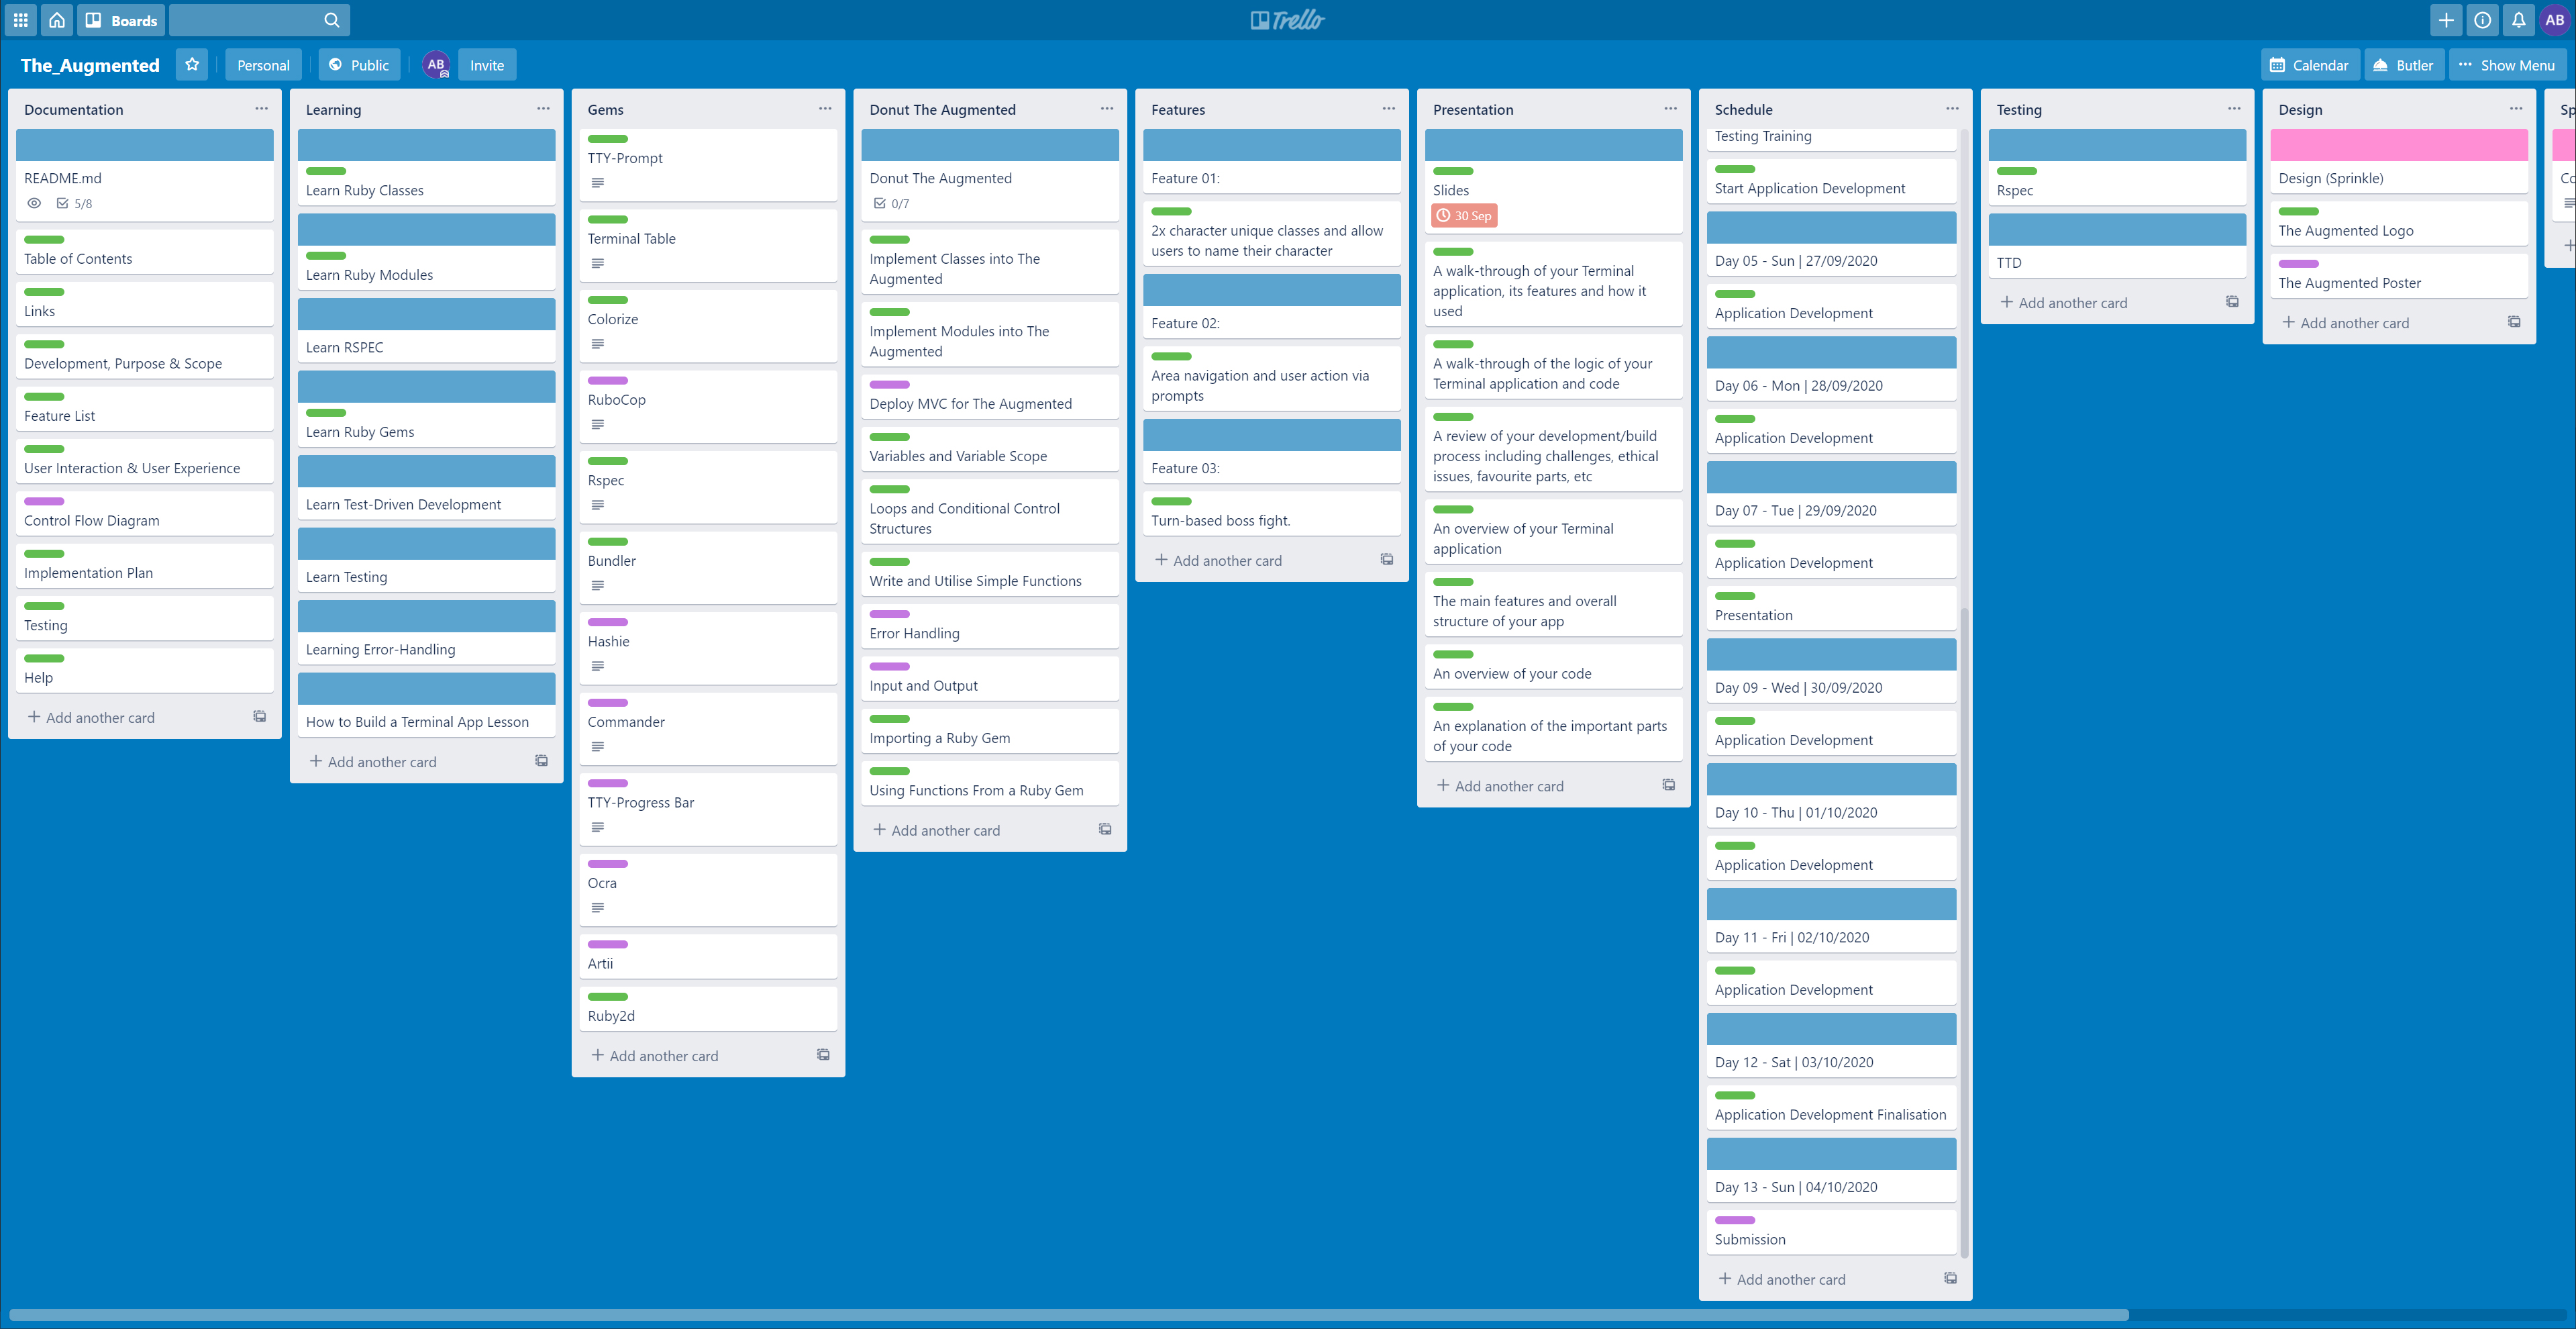 Boards
Trello
AB
The_Augmented
Personal
Public
AB
Invite
Calendar
Butler
Show Menu
Documentation
README.md
5/8
Table of Contents
Links
Development, Purpose & Scope
Feature List
User Interaction & User Experience
Control Flow Diagram
Implementation Plan
Testing
Help
Add another card
Learning
Learn Ruby Classes
Learn Ruby Modules
Learn RSPEC
Learn Ruby Gems
Learn Test-Driven Development
Learn Testing
Learning Error-Handling
How to Build a Terminal App Lesson
Add another card
Gems
TTY-Prompt
Terminal Table
Colorize
RuboCop
Rspec
Bundler
Hashie
Commander
TTY-Progress Bar
Ocra
Artii
Ruby2d
Add another card
Donut The Augmented
Donut The Augmented
0/7
Implement Classes into The
Augmented
Implement Modules into The
Augmented
Deploy MVC for The Augmented
Variables and Variable Scope
Loops and Conditional Control
Structures
Write and Utilise Simple Functions
Error Handling
Input and Output
Importing a Ruby Gem
Using Functions From a Ruby Gem
Add another card
Features
Feature 01:
2x character unique classes and allow
users to name their character
Feature 02:
Area navigation and user action via
prompts
Feature 03:
Turn-based boss fight.
Add another card
Presentation
Slides
30 Sep
A walk-through of your Terminal
application, its features and how it
used
A walk-through of the logic of your
Terminal application and code
A review of your development/build
process including challenges, ethical
issues, favourite parts, etc
An overview of your Terminal
application
The main features and overall
structure of your app
An overview of your code
An explanation of the important parts
of your code
Add another card
Schedule
Testing Training
Start Application Development
Day 05 - Sun | 27/09/2020
Application Development
Day 06 - Mon | 28/09/2020
Application Development
Day 07 - Tue | 29/09/2020
Application Development
Presentation
Day 09 - Wed | 30/09/2020
Application Development
Day 10 - Thu | 01/10/2020
Application Development
Day 11 - Fri | 02/10/2020
Application Development
Day 12 - Sat | 03/10/2020
Application Development Finalisation
Day 13 - Sun | 04/10/2020
Submission
Add another card
Testing
Rspec
TTD
Add another card
Design
Design (Sprinkle)
The Augmented Logo
The Augmented Poster
Add another card
Sp